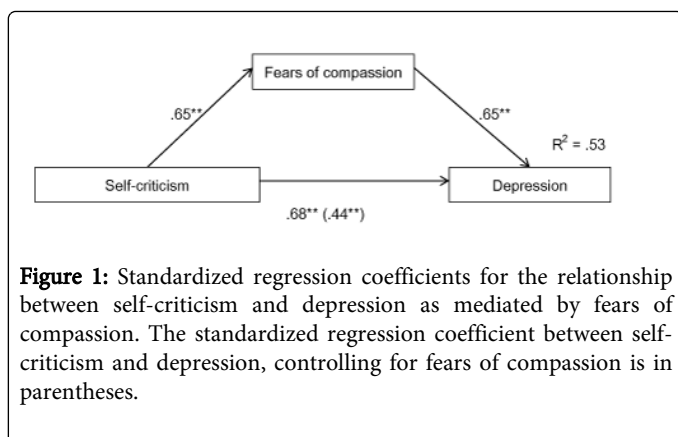 Fears of compassion
.65**
.65**
R² = .53
Self-criticism
Depression
.68** (.44**)
Figure 1: Standardized regression coefficients for the relationship
between self-criticism and depression as mediated by fears of
compassion. The standardized regression coefficient between self-
criticism and depression, controlling for fears of compassion is in
parentheses.